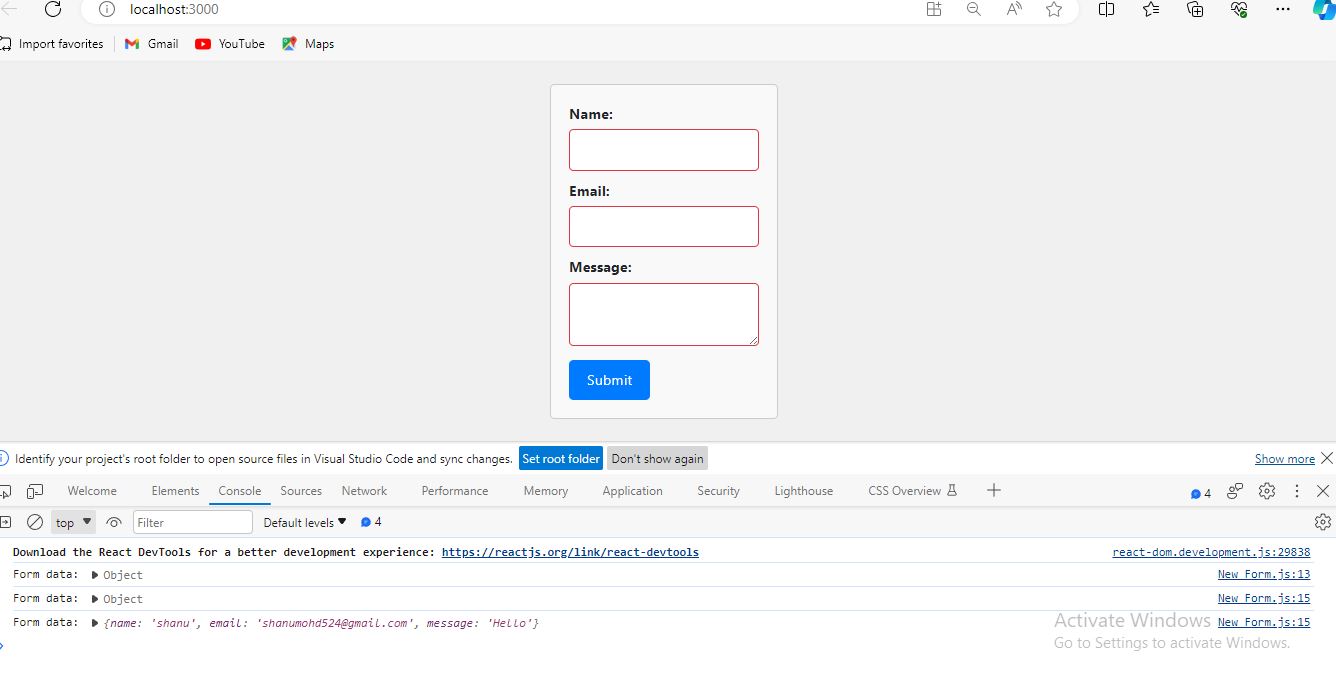 localhost:3000
Import favorites Gmail YouTube Maps
Name:
Email:
Message:
Submit
Identify your project's root folder to open source files in Visual Studio Code and sync changes. Set root folder Don't show again Show more
Welcome Elements Console Sources Network Performance Memory Application Security Lighthouse CSS Overview 4
top Filter Default levels 4
Download the React DevTools for a better development experience: https://reactjs.org/link/react-devtools react-dom.development.js:29838
Form data: Object New Form.js:13
Form data: Object New Form.js:15
Form data: {name: 'shanu', email: 'shanumohd524@gmail.com', message: 'Hello'} New Form.js:15
Activate Windows
Go to Settings to activate Windows.